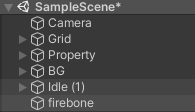 SampleScene*
Camera
Grid
Property
BG
Idle (1)
firebone